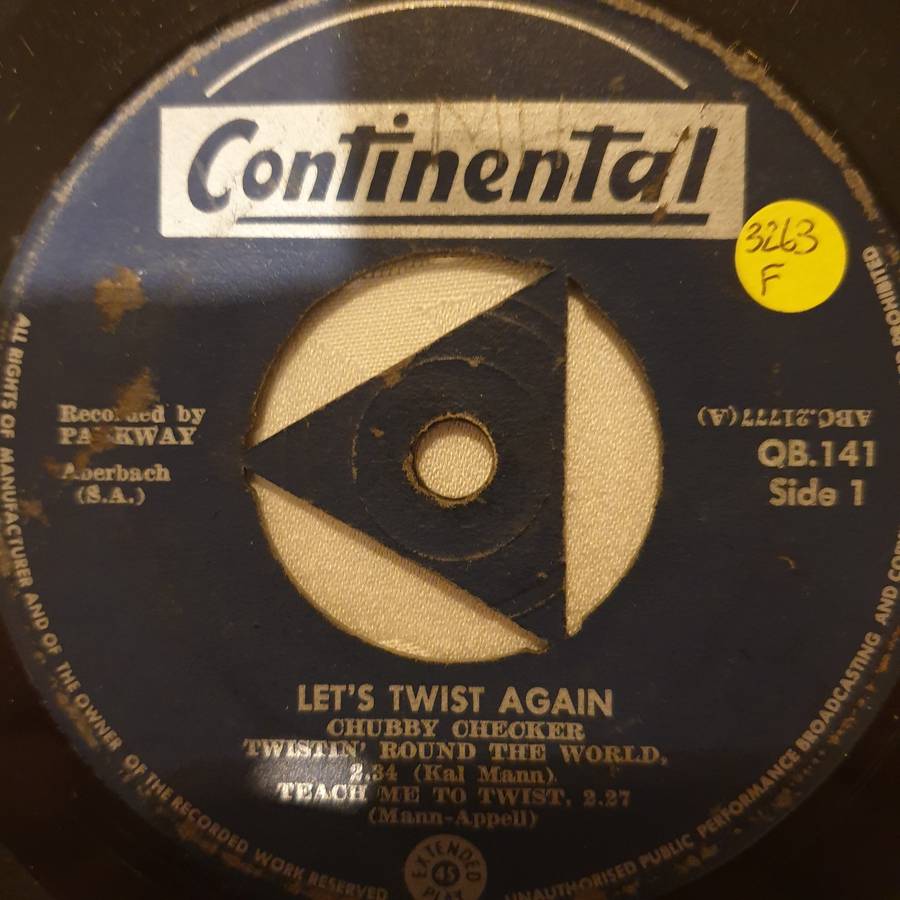 Continental
3263
F
Recorded by
PARKWAY
Aberbach
(S.A.)
ABC.21777(A)
QB.141
Side 1
LET'S TWIST AGAIN
CHUBBY CHECKER
TWISTIN' ROUND THE WORLD,
2.34 (Kal Mann)
TEACH ME TO TWIST, 2.27
(Mann-Appell)
EXTENDED
45
PLAY
ALL RIGHTS OF MANUFACTURER AND OF THE OWNER OF THE RECORDED WORK RESERVED
UNAUTHORISED PUBLIC PERFORMANCE BROADCASTING AND
PROHIBITED